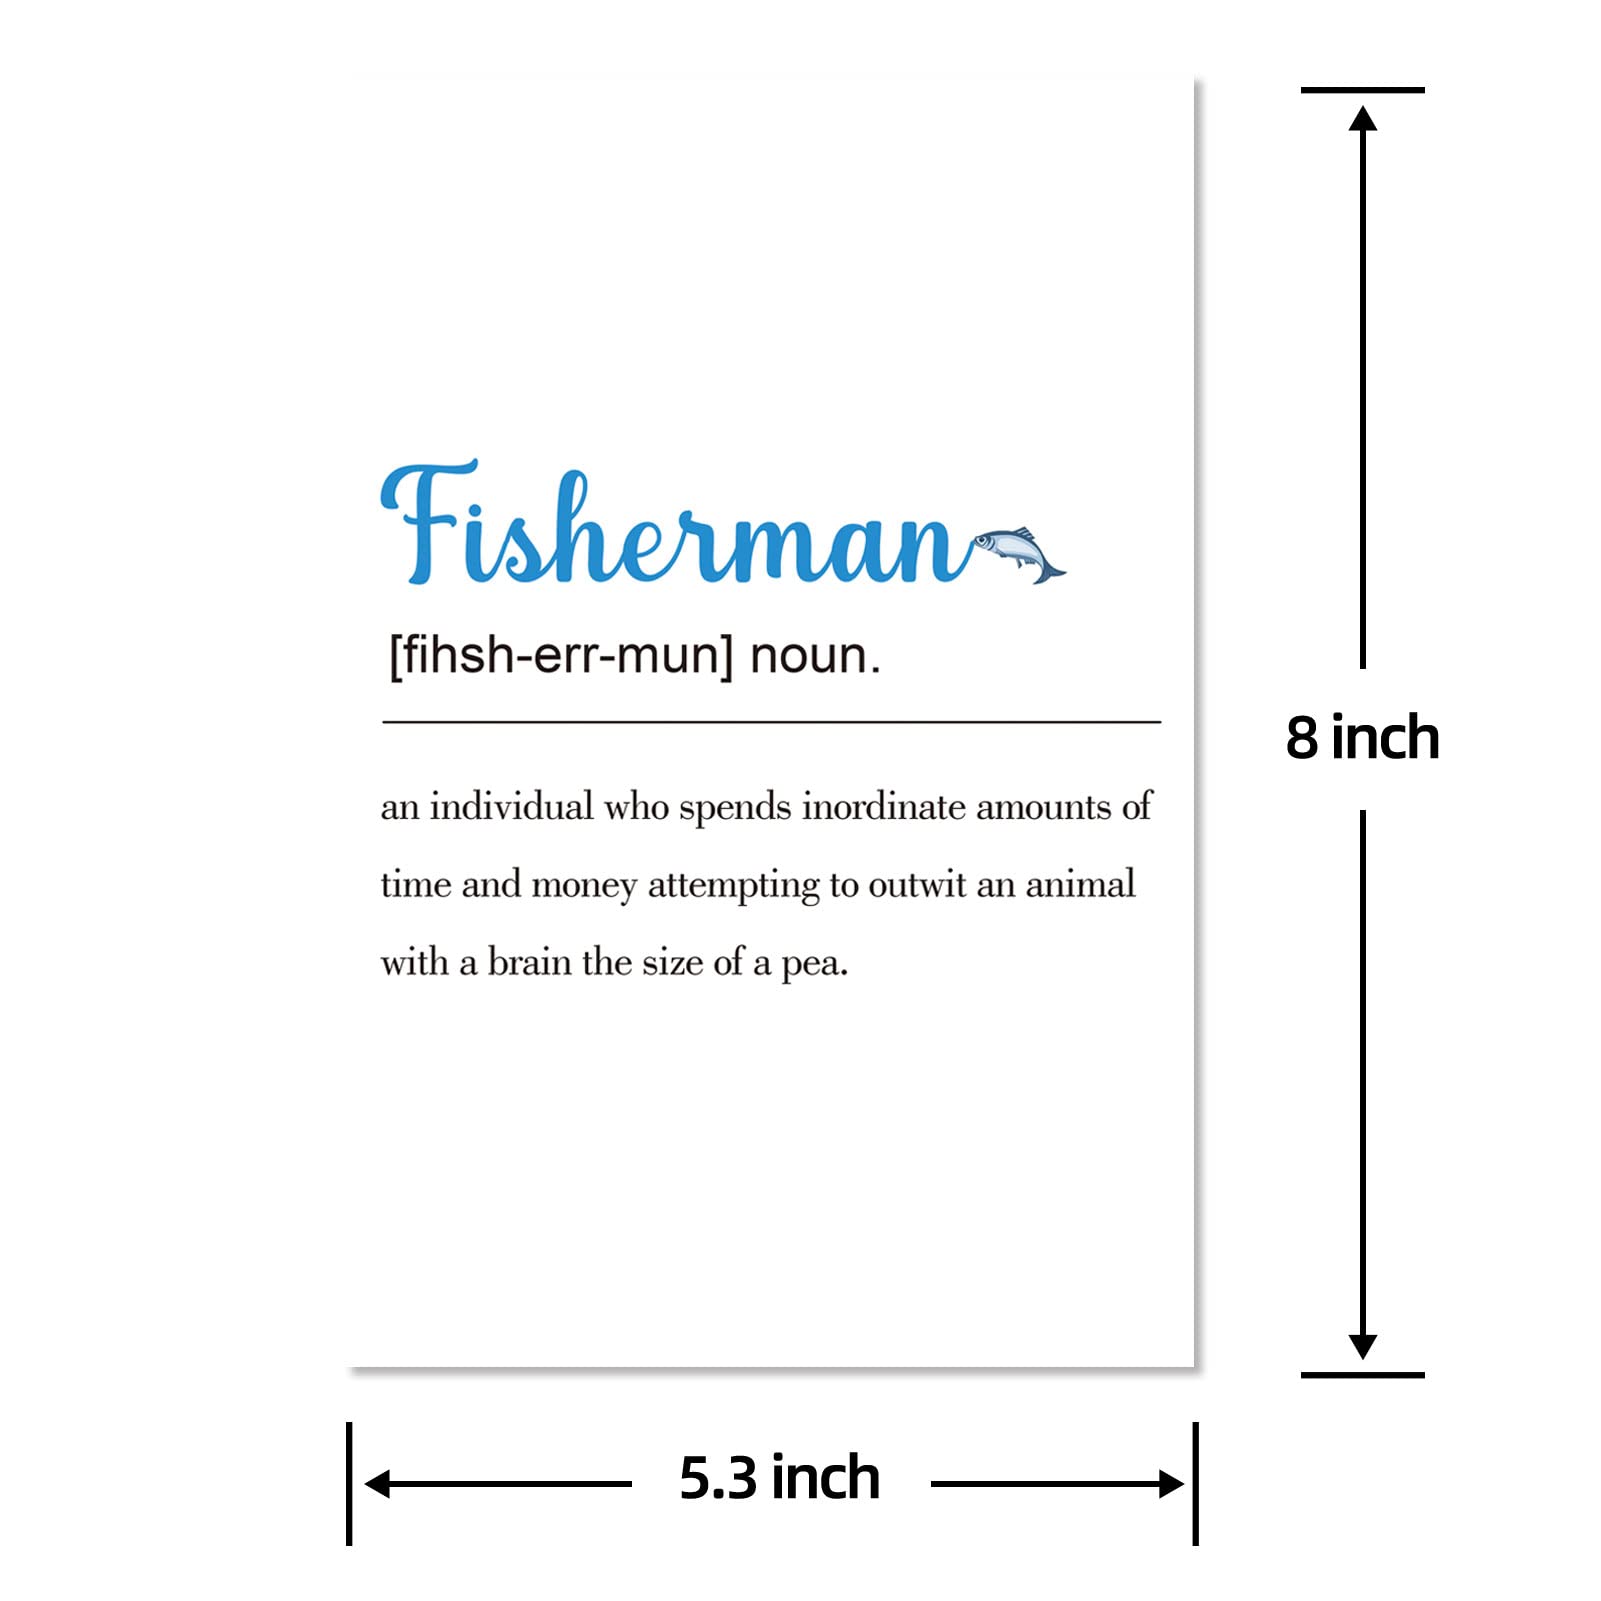 Fisherman
[fihsh-err-mun] noun.
an individual who spends inordinate amounts of
time and money attempting to outwit an animal
with a brain the size of a pea.
8 inch
5.3 inch